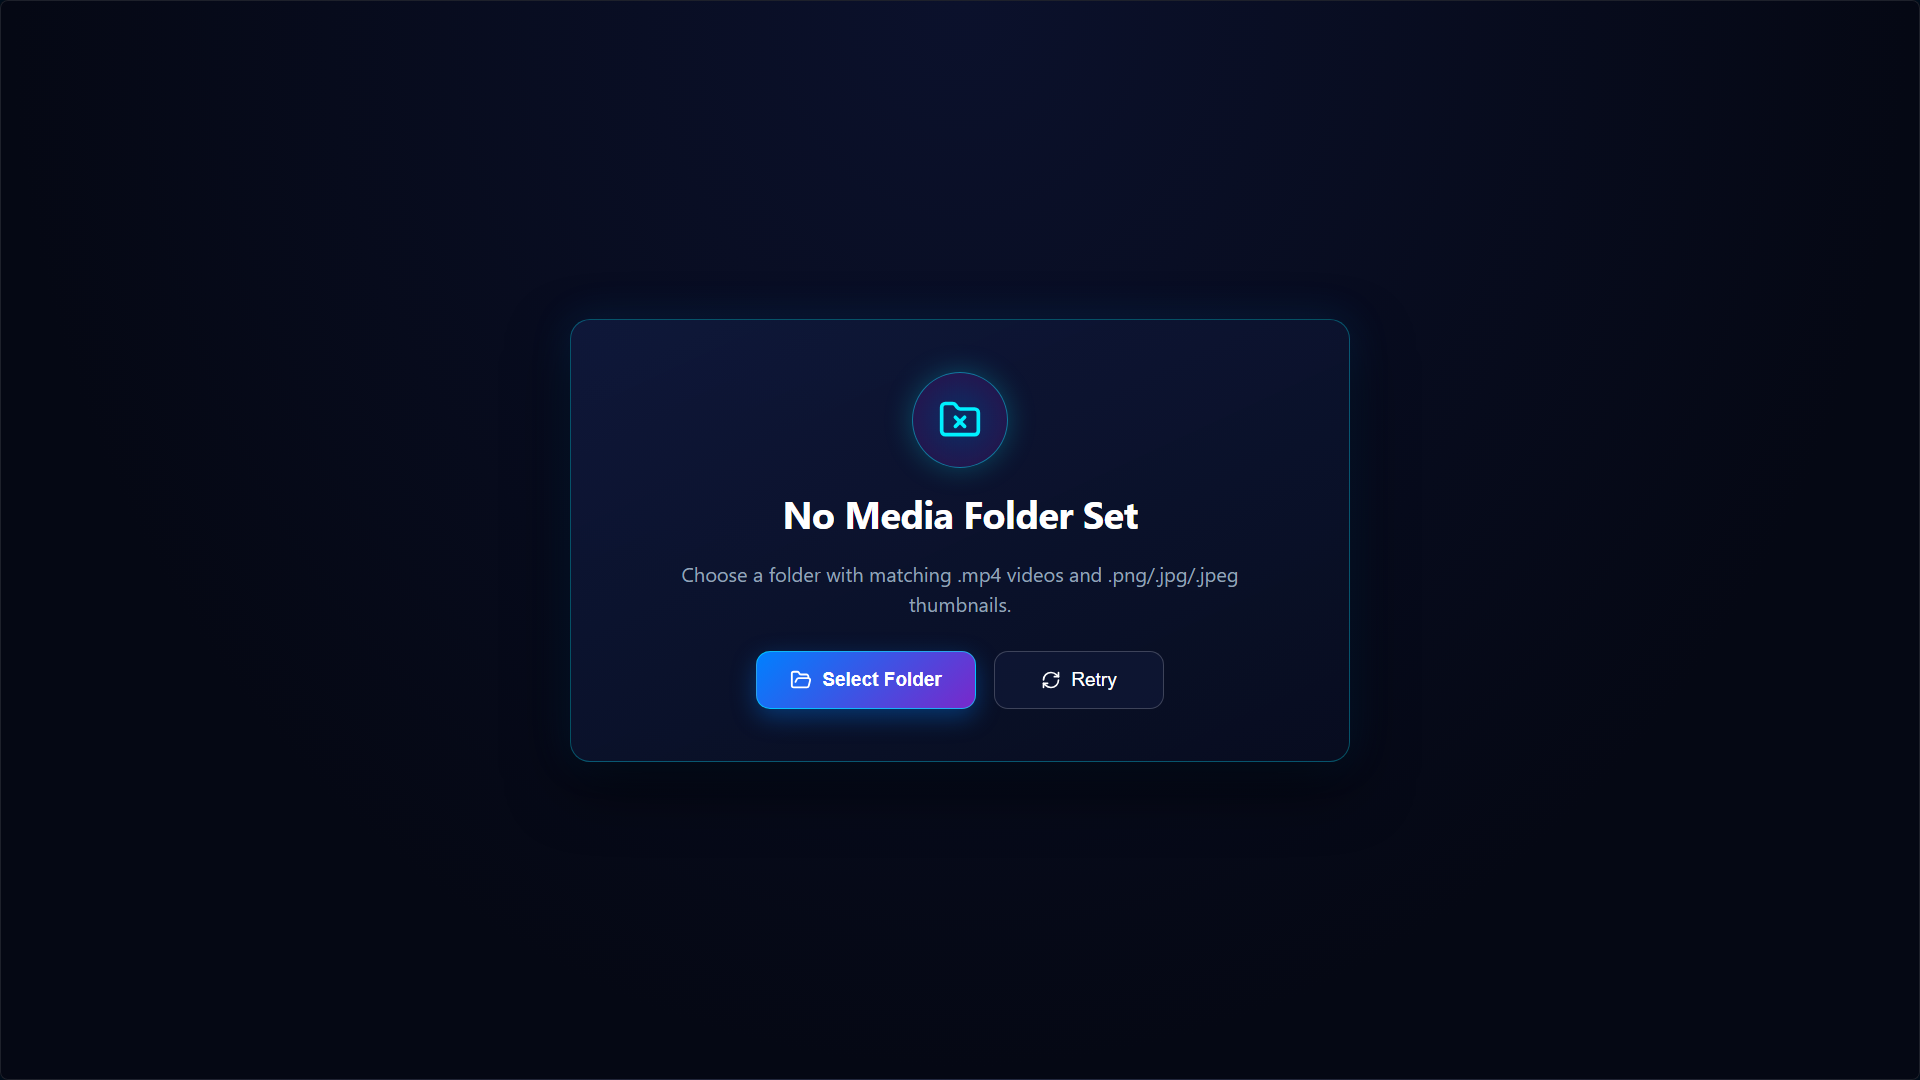 No Media Folder Set
Choose a folder with matching .mp4 videos and .png/.jpg/.jpeg
thumbnails.
Select Folder
Retry